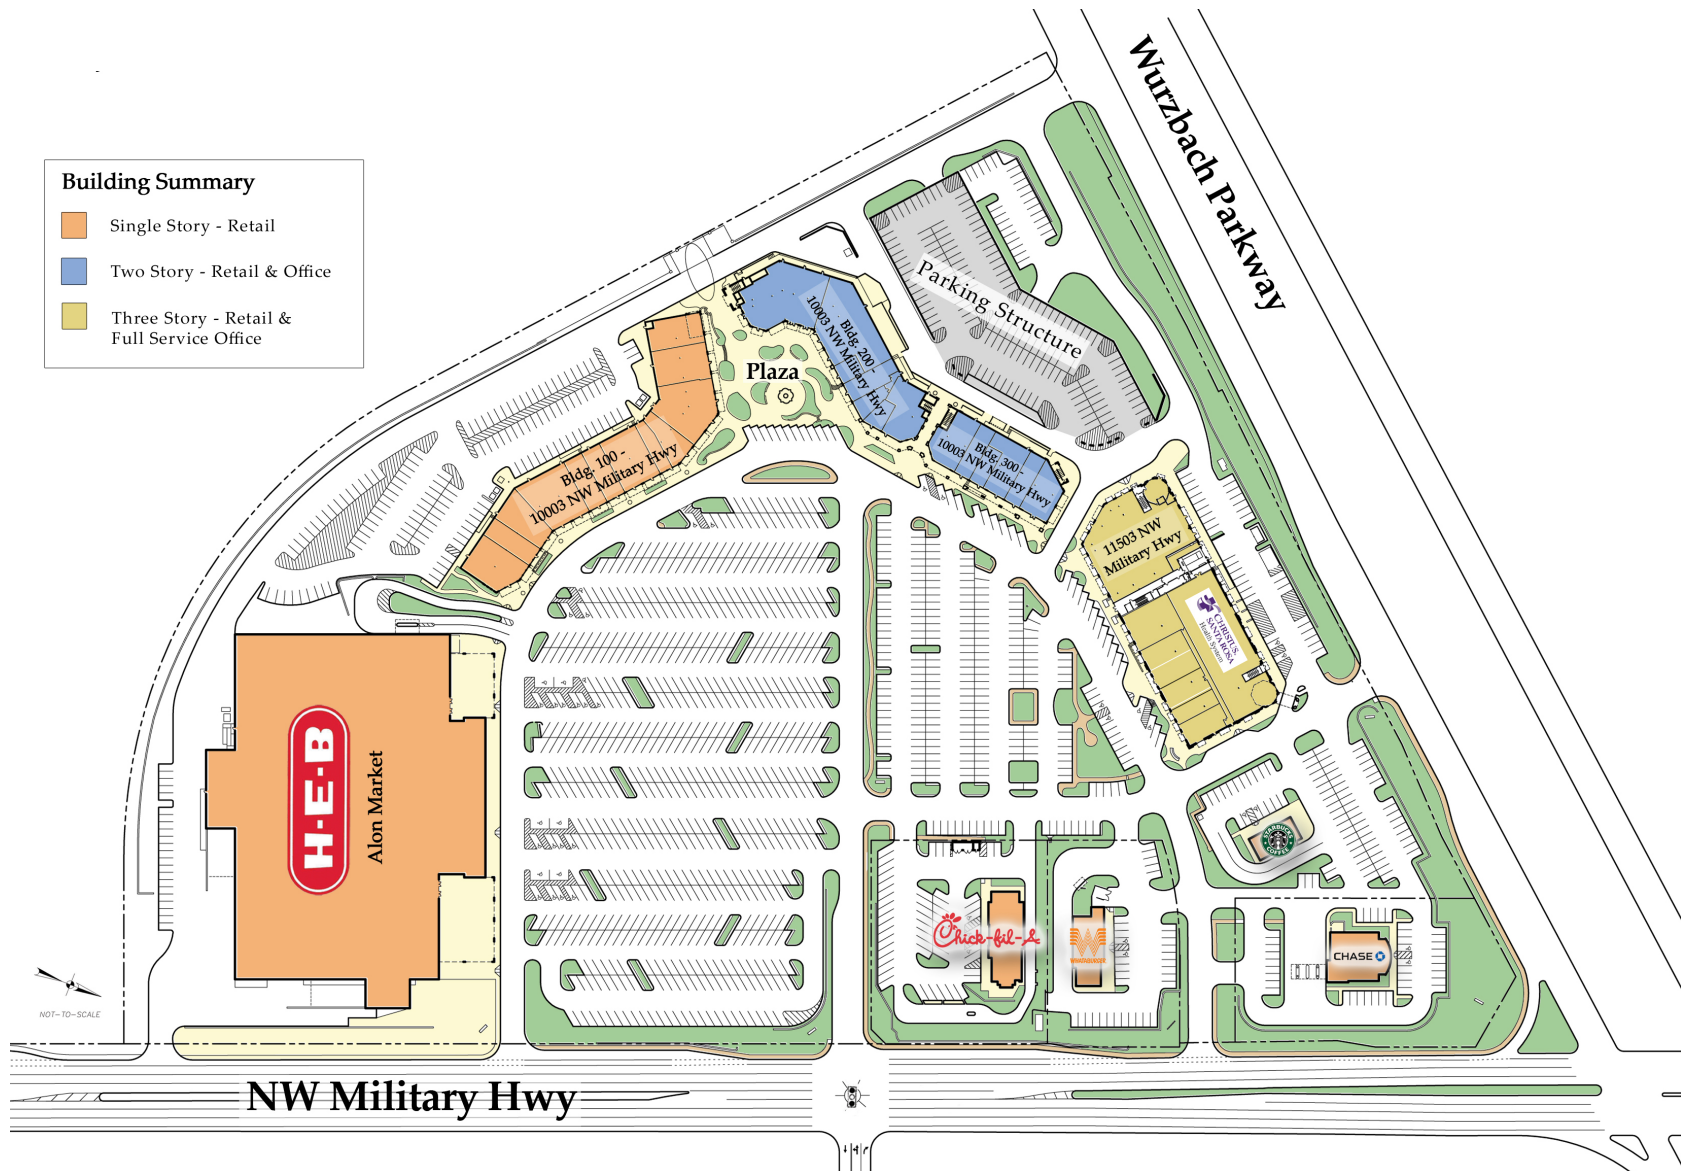 Wurzbach Parkway
Building Summary
Single Story - Retail
Two Story - Retail & Office
Three Story - Retail &
Full Service Office
Parking Structure
Plaza
Bldg. 200 -
10003 NW Military Hwy
Bldg. 100 -
10003 NW Military Hwy
Bldg. 300 -
10003 NW Military Hwy
11503 NW
Military Hwy
CHRISTUS.
SANTA ROSA
Health System
H-E-B
Alon Market
STARBUCKS
COFFEE
Chick-fil-A
WHATABURGER
CHASE
NOT-TO-SCALE
NW Military Hwy